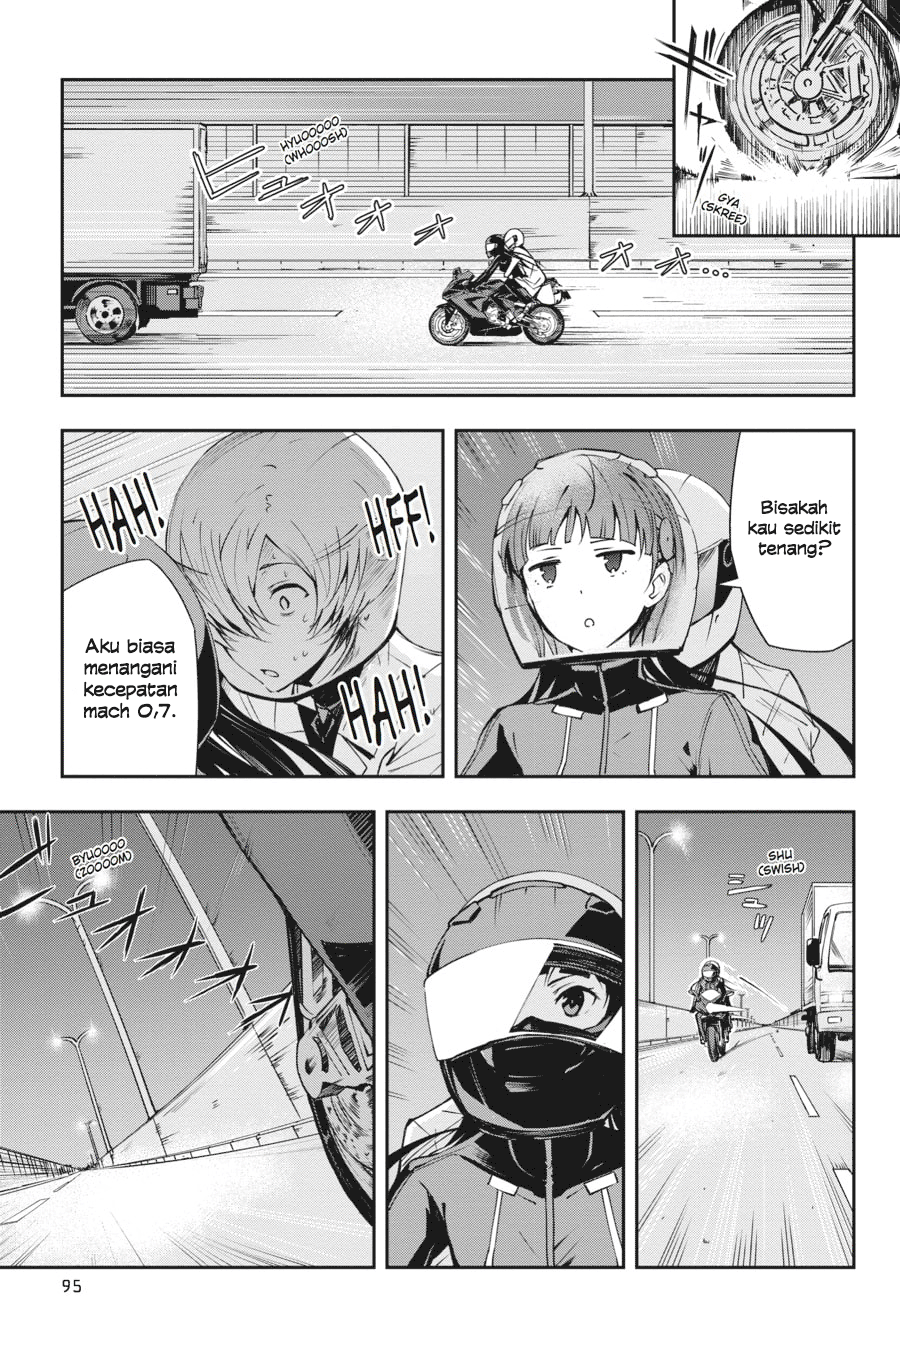 ギャッ
GYA
(SKREE)
ヒュオオオオオ…
HYUOOOOO
(WHOOOSH)
Bisakah
kau sedikit
tenang?
HAH!
HFF!
Aku biasa
menangani
kecepatan
mach 0,7.
HAH!
SHU
(SWISH)
シュッ
BYUOOOO
(ZOOOOM)
ビュオオオオ
95